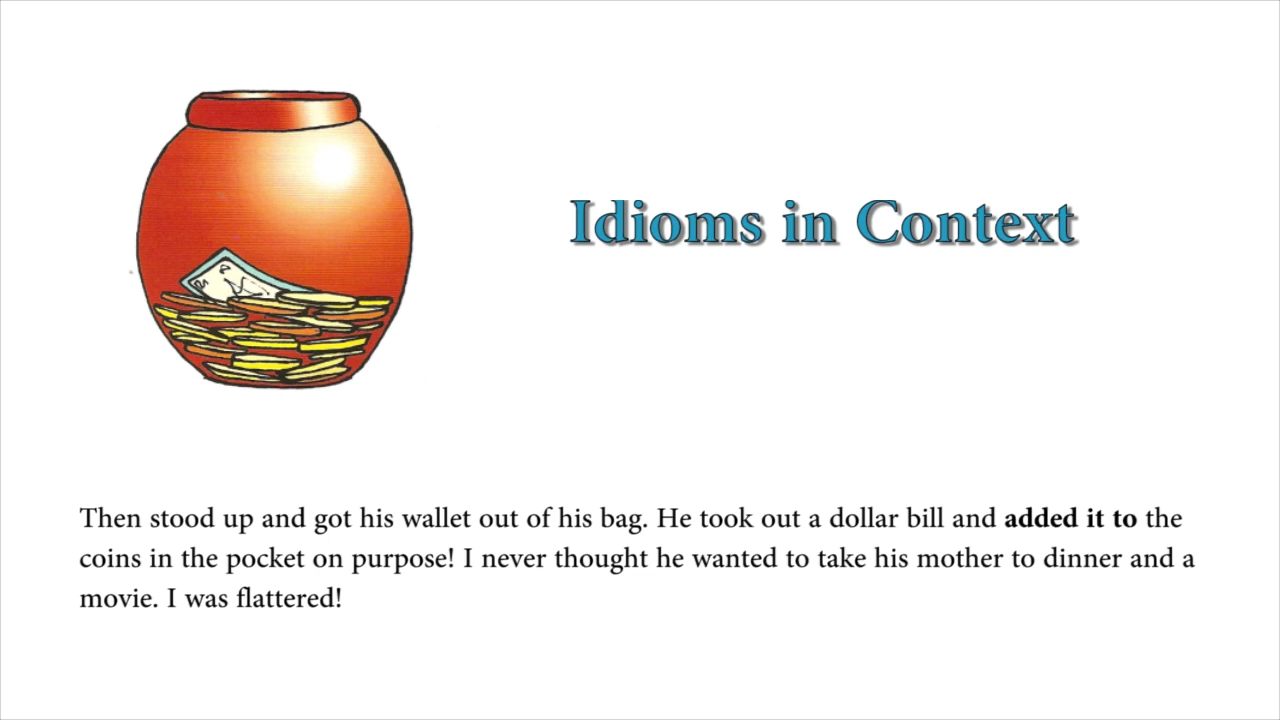 Idioms in Context
Then stood up and got his wallet out of his bag. He took out a dollar bill and added it to the
coins in the pocket on purpose! I never thought he wanted to take his mother to dinner and a
movie. I was flattered!